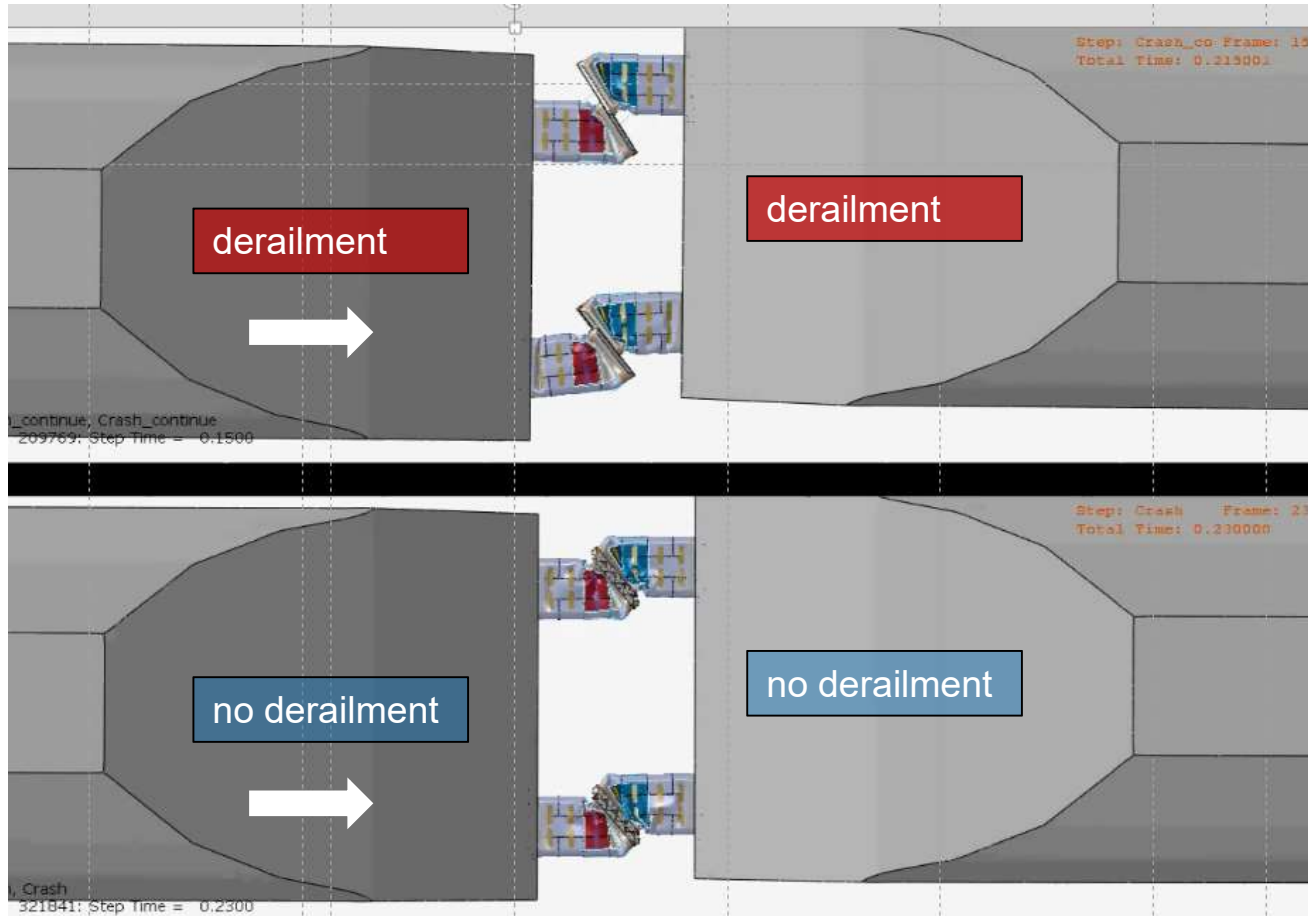 Step: Crash_co Frame: 15
Total Time: 0.215001
derailment
derailment
n_continue, Crash_continue
209769: Step Time = 0.1500
Step: Crash Frame: 23
Total Time: 0.230000
no derailment
no derailment
, Crash
321841: Step Time = 0.2300